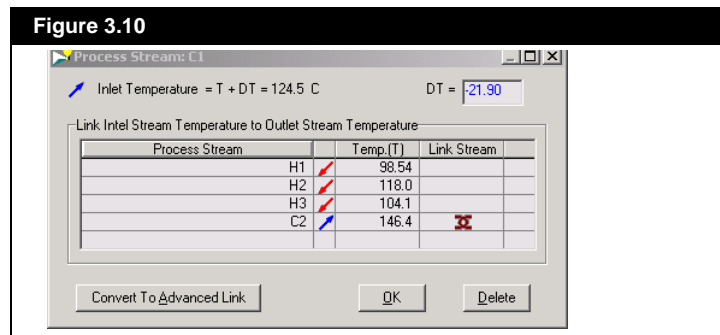 Figure 3.10
Process Stream: C1
Inlet Temperature = T + DT = 124.5 C DT = -21.90
Link Intel Stream Temperature to Outlet Stream Temperature
Process Stream Temp.(T) Link Stream
H1 98.54
H2 118.0
H3 104.1
C2 146.4
Convert To Advanced Link OK Delete